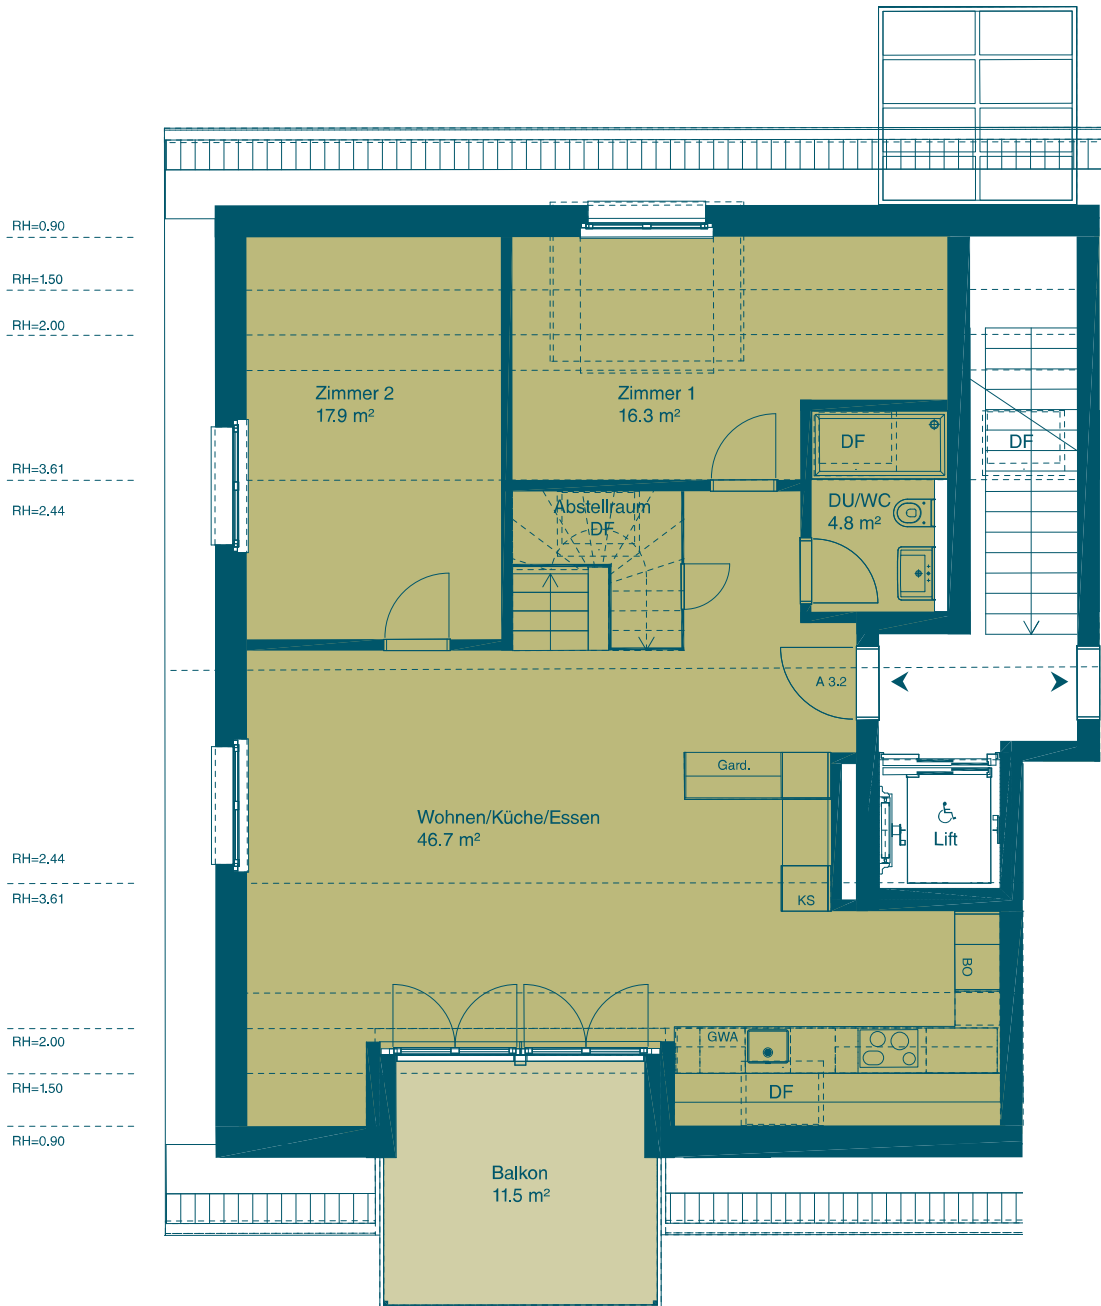 RH=0.90
RH=1.50
RH=2.00
Zimmer 2
17.9 m²
Zimmer 1
16.3 m²
DF
DF
RH=3.61
RH=2.44
Abstellraum
DF
DU/WC
4.8 m²
A 3.2
Gard.
Wohnen/Küche/Essen
46.7 m²
Lift
RH=2.44
RH=3.61
KS
BO
RH=2.00
GWA
RH=1.50
DF
RH=0.90
Balkon
11.5 m²